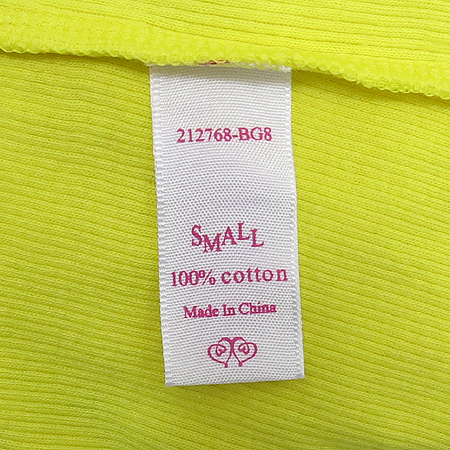 212768-BG8
SMALL
100% cotton
Made In China